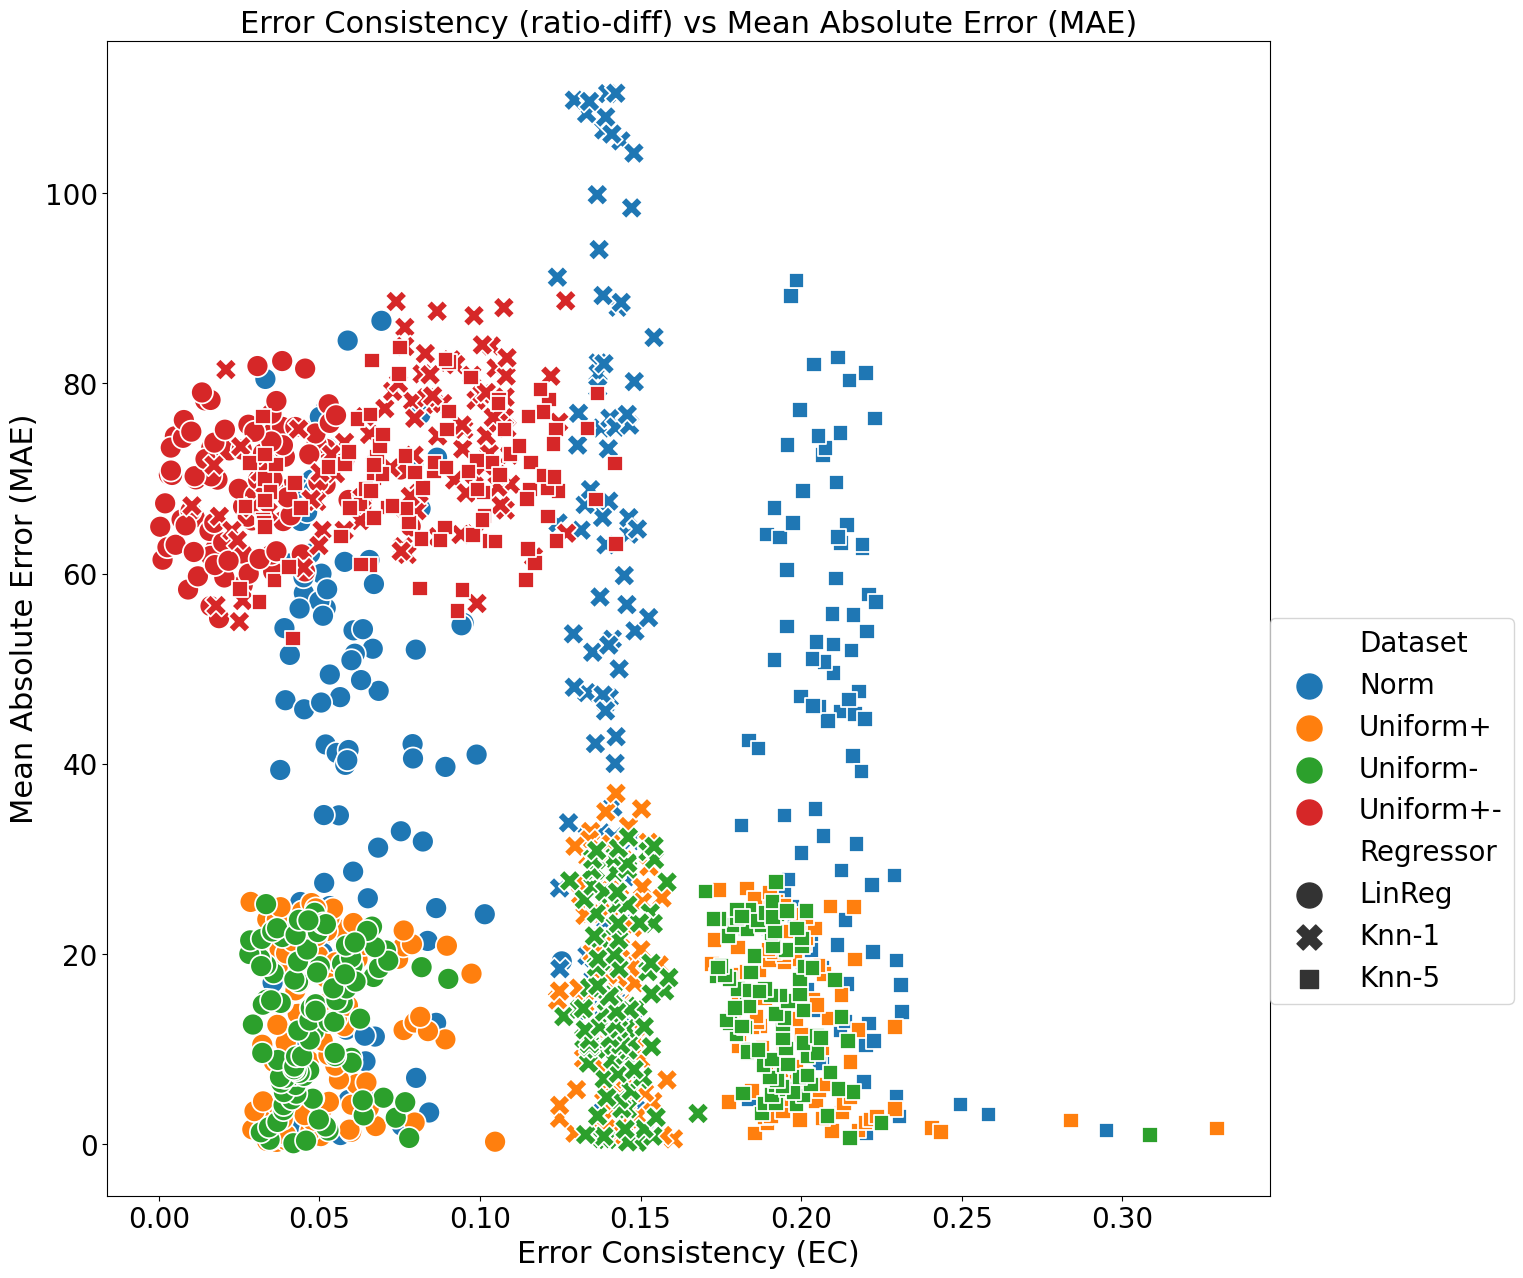 Error Consistency (ratio-diff) vs Mean Absolute Error (MAE)
Mean Absolute Error (MAE)
100
80
60
40
20
0
0.00 0.05 0.10 0.15 0.20 0.25 0.30
Error Consistency (EC)
Dataset
Norm
Uniform+
Uniform-
Uniform+-
Regressor
LinReg
Knn-1
Knn-5